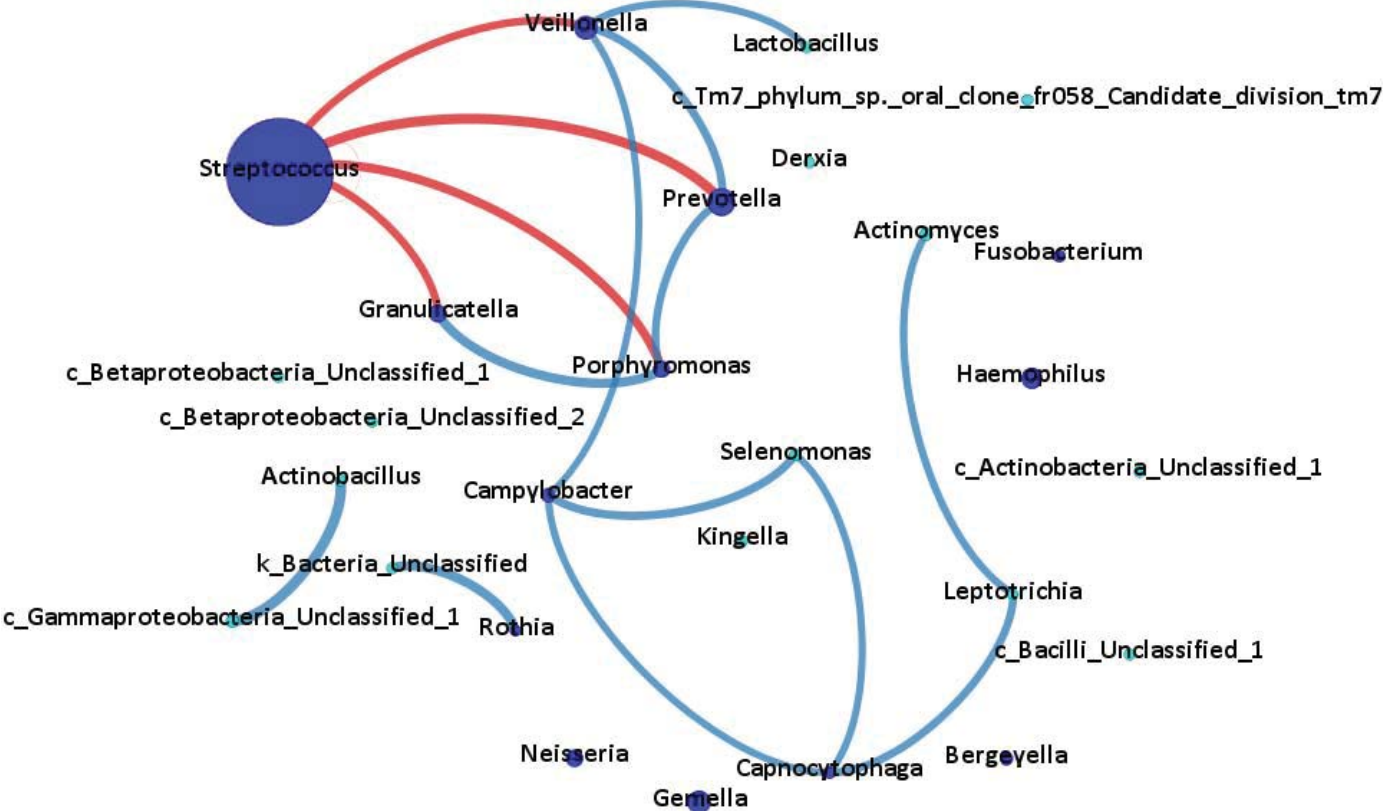 Veillonella
Lactobacillus
c_Tm7_phylum_sp._oral_clone_fr058_Candidate_division_tm7
Derxia
Streptococcus
Prevotella
Actinomyces
Fusobacterium
Granulicatella
Porphyromonas
c_Betaproteobacteria_Unclassified_1
Haemophilus
c_Betaproteobacteria_Unclassified_2
Selenomonas
c_Actinobacteria_Unclassified_1
Actinobacillus
Campylobacter
Kingella
k_Bacteria_Unclassified
Leptotrichia
c_Gammaproteobacteria_Unclassified_1
Rothia
c_Bacilli_Unclassified_1
Neisseria
Bergeyella
Capnocytophaga
Gemella